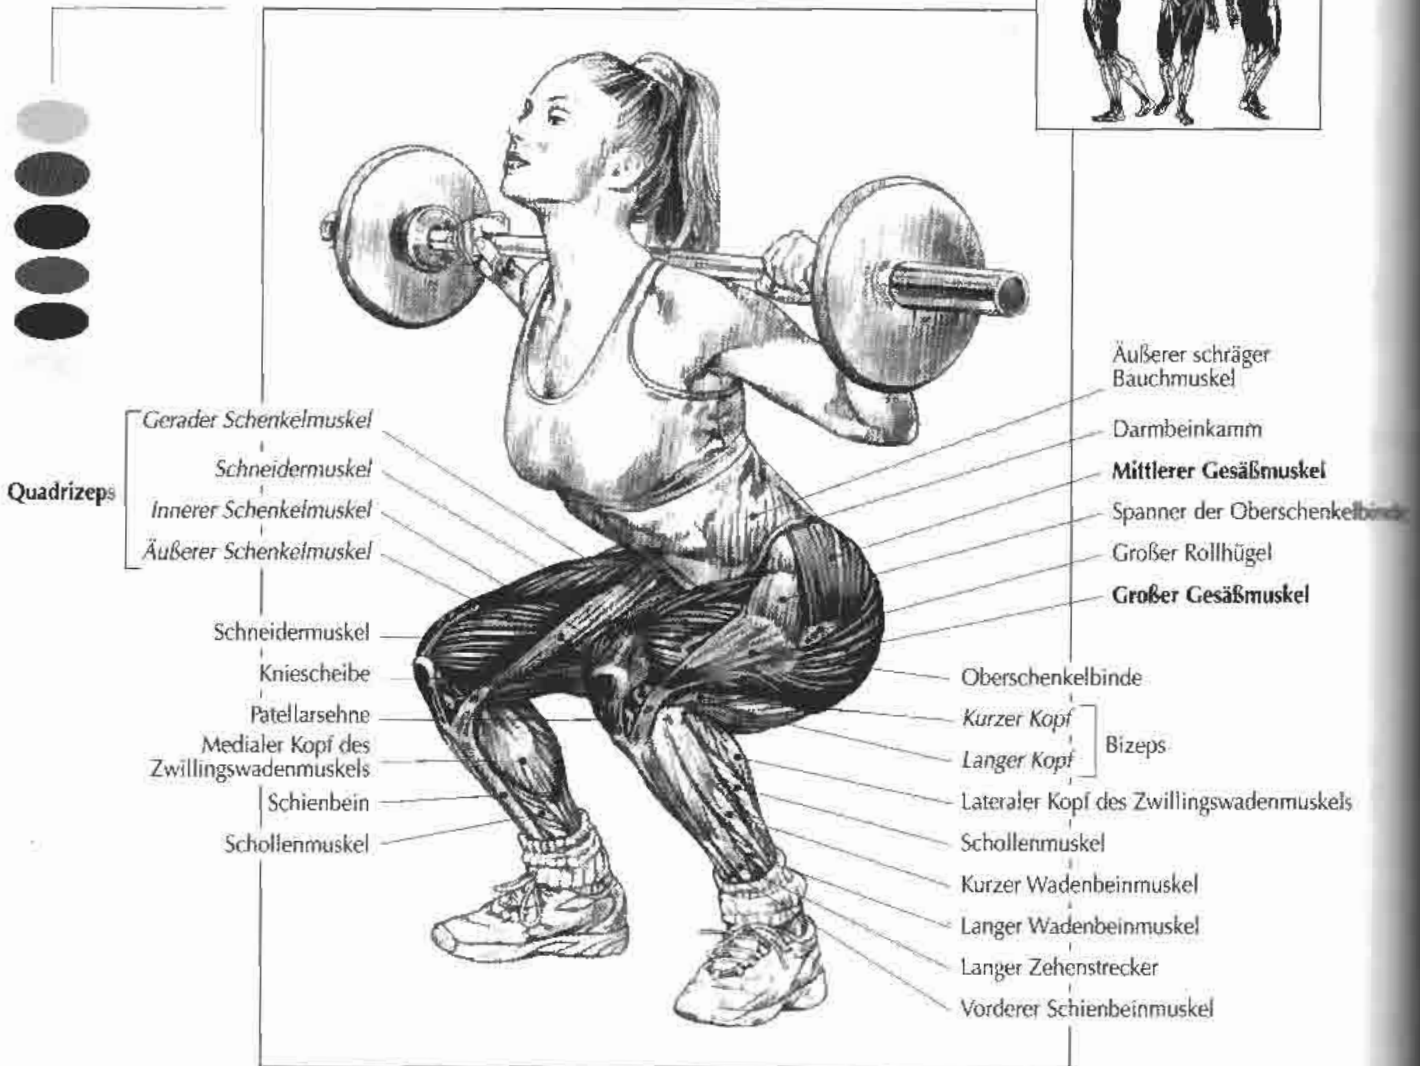 Quadrizeps
Gerader Schenkelmuskel
Schneidermuskel
Innerer Schenkelmuskel
Äußerer Schenkelmuskel
Schneidermuskel
Kniescheibe
Patellarsehne
Medialer Kopf des
Zwillingswadenmuskels
Schienbein
Schollenmuskel
Äußerer schräger
Bauchmuskel
Darmbeinkamm
Mittlerer Gesäßmuskel
Spanner der Oberschenkelbinde
Großer Rollhügel
Großer Gesäßmuskel
Oberschenkelbinde
Kurzer Kopf
Langer Kopf
Bizeps
Lateraler Kopf des Zwillingswadenmuskels
Schollenmuskel
Kurzer Wadenbeinmuskel
Langer Wadenbeinmuskel
Langer Zehenstrecker
Vorderer Schienbeinmuskel